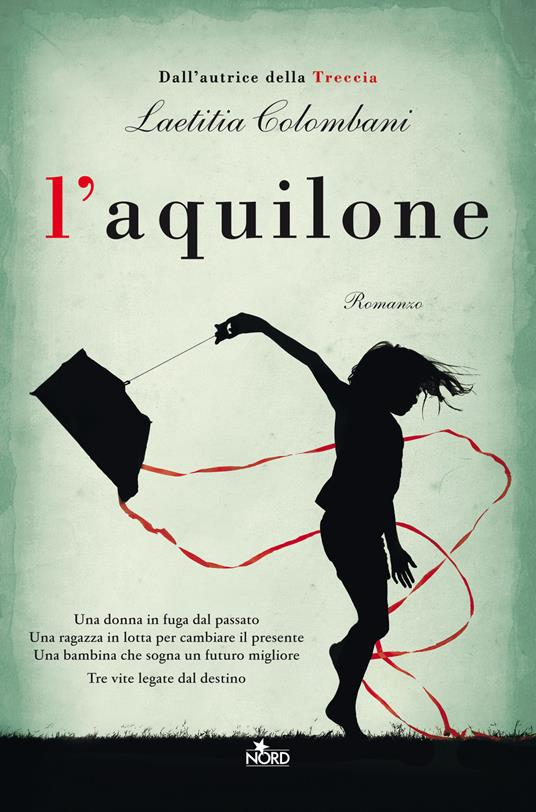 Dall'autrice della Treccia
Laetitia Colombani
l'aquilone
Romanzo
Una donna in fuga dal passato
Una ragazza in lotta per cambiare il presente
Una bambina che sogna un futuro migliore
Tre vite legate dal destino
NORD